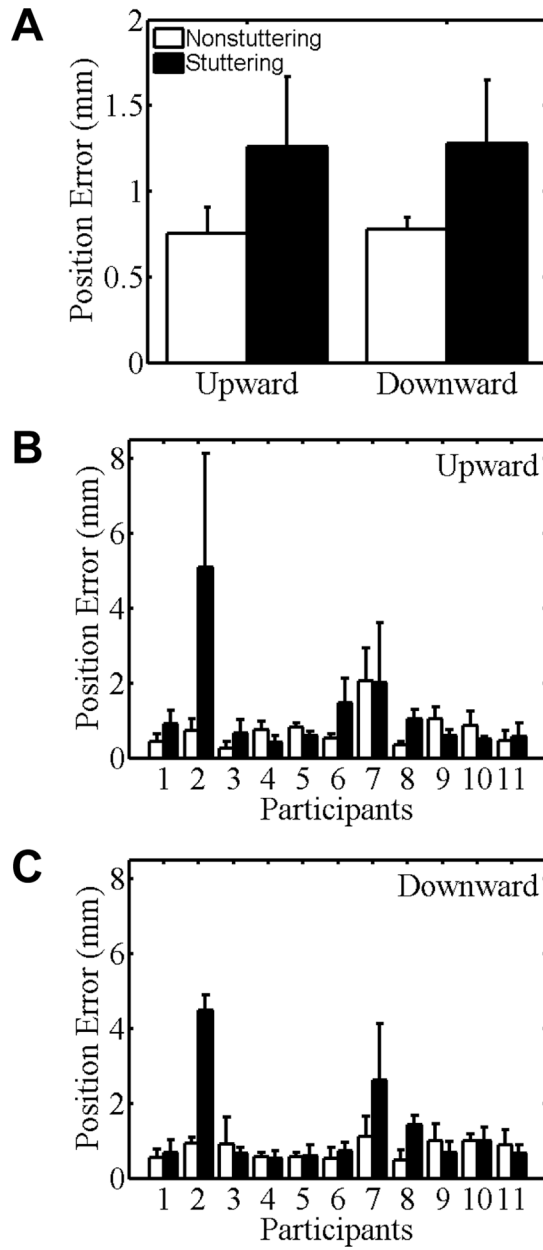 A
Nonstuttering
Stuttering
Position Error (mm)
2
1.5
1
0.5
0
Upward Downward
B
Upward
Position Error (mm)
8
6
4
2
0
1 2 3 4 5 6 7 8 9 10 11
Participants
C
Downward
Position Error (mm)
8
6
4
2
0
1 2 3 4 5 6 7 8 9 10 11
Participants